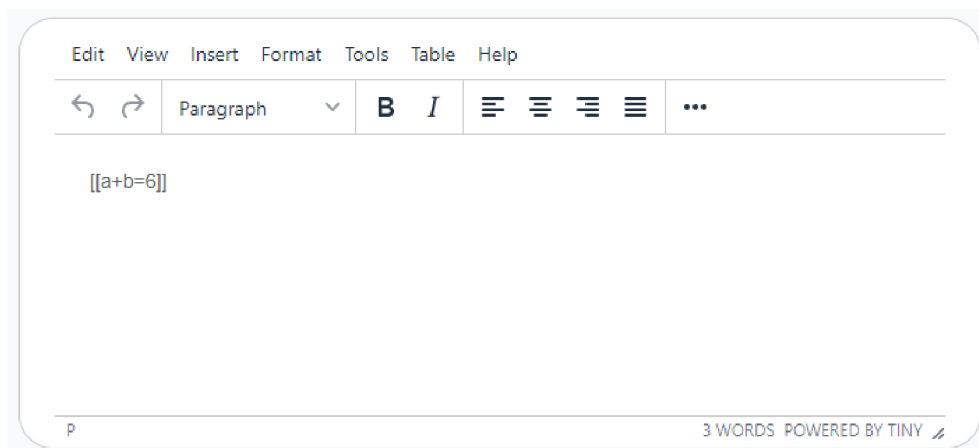 Edit View Insert Format Tools Table Help
Paragraph B I
[[a+b=6]]
P 3 WORDS POWERED BY TINY